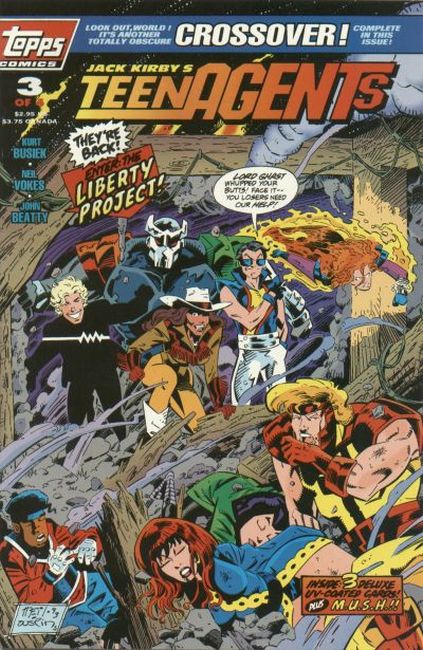 Topps
COMICS
LOOK OUT, WORLD!
IT'S ANOTHER
TOTALLY OBSCURE
CROSSOVER!
COMPLETE
IN THIS
ISSUE!
JACK KIRBY'S
TEENAGENTS
3
OF
$2.95
$3.75 CANADA
KURT
BUSIEK
NEIL
VOKES
JOHN
BEATTY
THEY'RE
BACK!
ENTER: THE
LIBERTY
PROJECT!
LORD GHAST
WHUPPED YOUR
BUTTS! FACE IT--
YOU LOSERS NEED
OUR HELP!
INSIDE: 3 DELUXE
UV-COATED CARDS!
PLUS M.U.S.H.!!